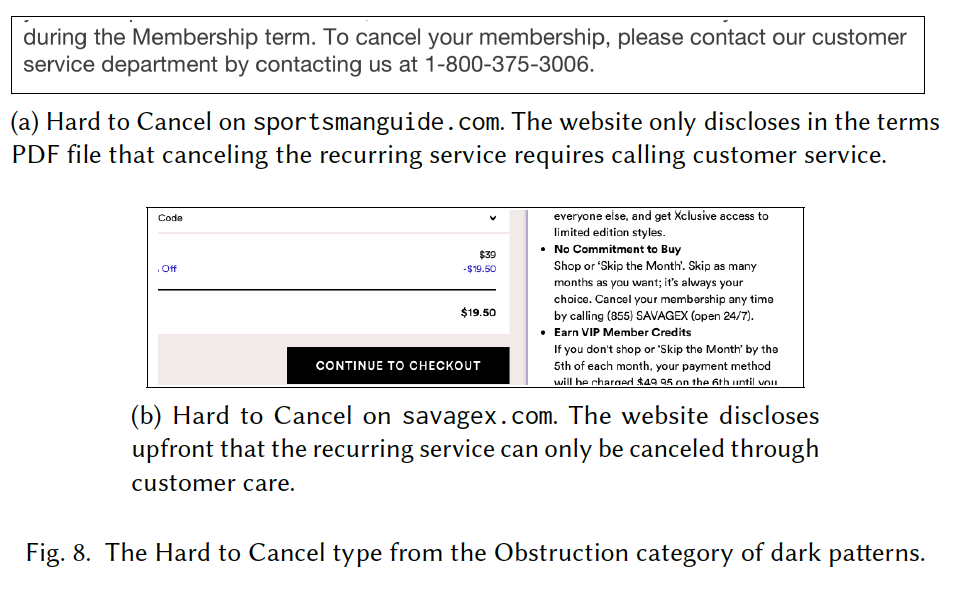 during the Membership term. To cancel your membership, please contact our customer
service department by contacting us at 1-800-375-3006.
(a) Hard to Cancel on sportsmanguide.com. The website only discloses in the terms
PDF file that canceling the recurring service requires calling customer service.
Code
$39
. Off
-$19.50
$19.50
CONTINUE TO CHECKOUT
everyone else, and get Xclusive access to
limited edition styles.
• No Commitment to Buy
Shop or 'Skip the Month'. Skip as many
months as you want; it's always your
choice. Cancel your membership any time
by calling (855) SAVAGEX (open 24/7).
• Earn VIP Member Credits
If you don't shop or 'Skip the Month' by the
5th of each month, your payment method
will be charged $49.95 on the 6th until you
(b) Hard to Cancel on savagex.com. The website discloses
upfront that the recurring service can only be canceled through
customer care.
Fig. 8. The Hard to Cancel type from the Obstruction category of dark patterns.